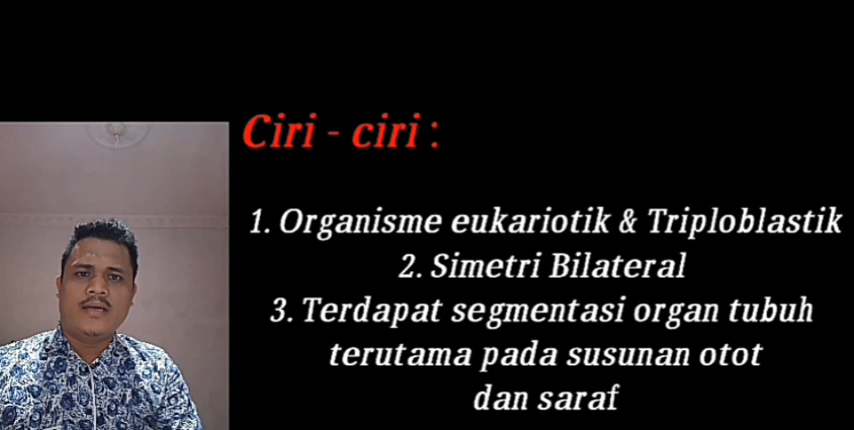 Ciri - ciri :
1. Organisme eukariotik & Triploblastik
2. Simetri Bilateral
3. Terdapat segmentasi organ tubuh
terutama pada susunan otot
dan saraf